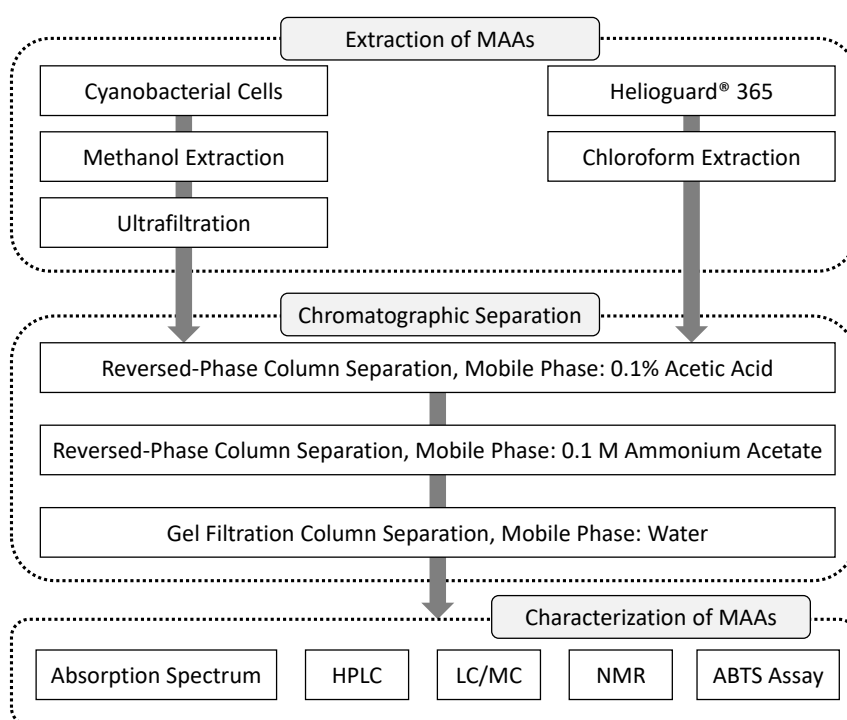 Extraction of MAAs
Cyanobacterial Cells
Helioguard® 365
Methanol Extraction
Chloroform Extraction
Ultrafiltration
Chromatographic Separation
Reversed-Phase Column Separation, Mobile Phase: 0.1% Acetic Acid
Reversed-Phase Column Separation, Mobile Phase: 0.1 M Ammonium Acetate
Gel Filtration Column Separation, Mobile Phase: Water
Characterization of MAAs
Absorption Spectrum
HPLC
LC/MC
NMR
ABTS Assay